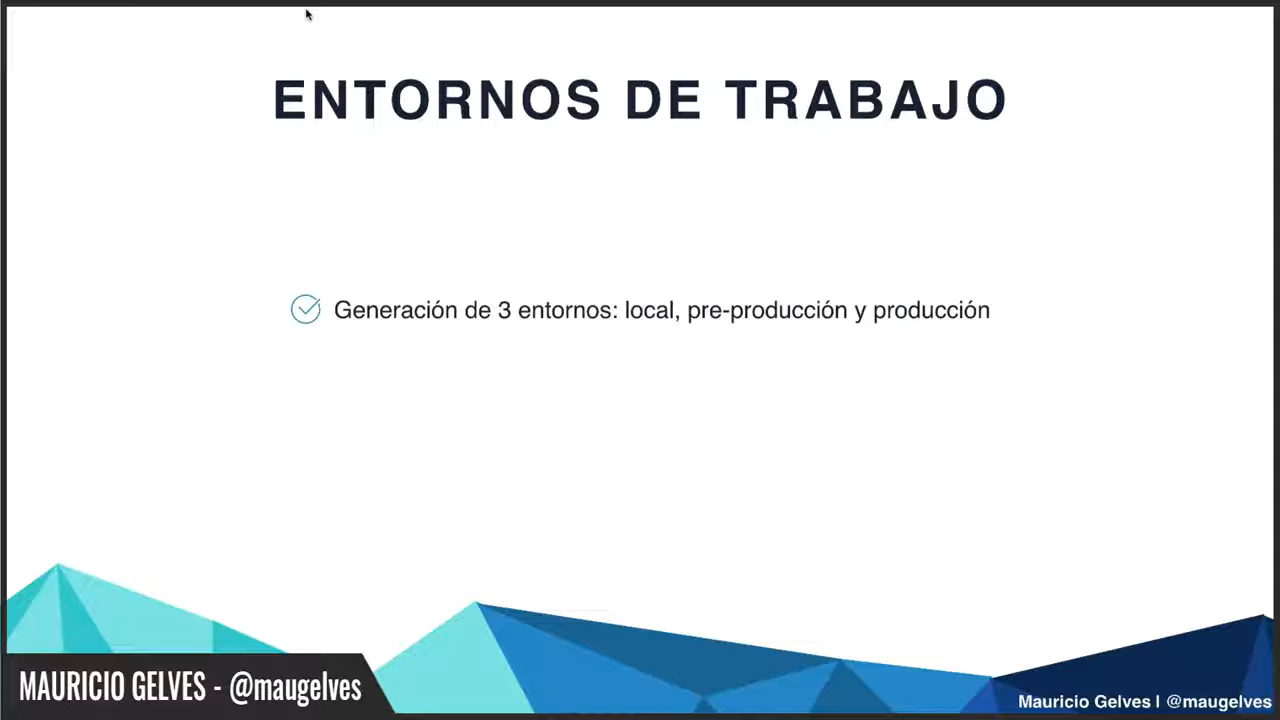 ENTORNOS DE TRABAJO
Generación de 3 entornos: local, pre-producción y producción
MAURICIO GELVES - @maugelves
Mauricio Gelves | @maugelves